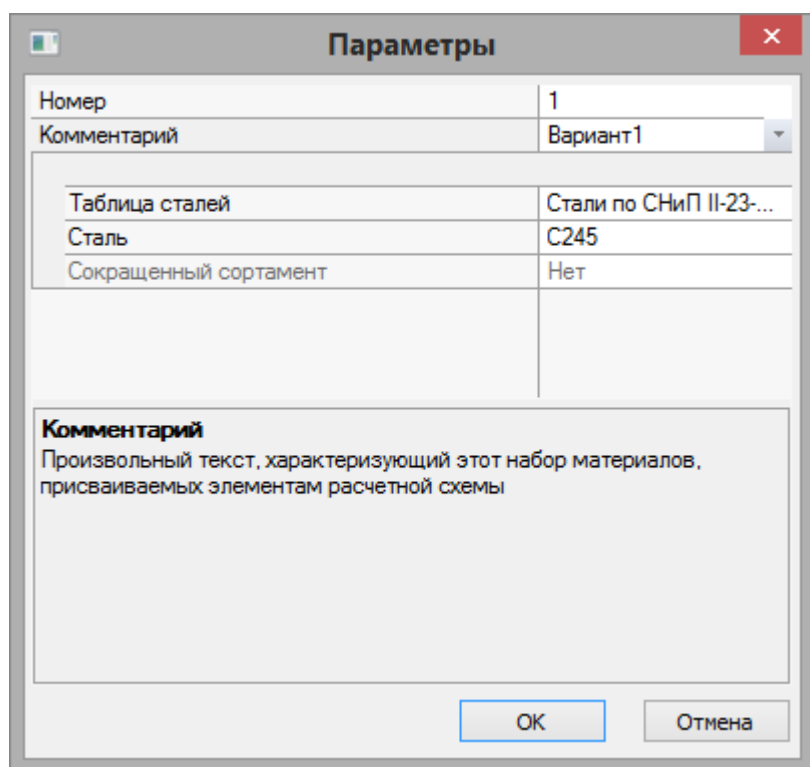 Параметры
Номер 1
Комментарий Вариант1
Таблица сталей Стали по СНиП II-23-...
Сталь С245
Сокращенный сортамент Нет
Комментарий
Произвольный текст, характеризующий этот набор материалов,
присваиваемых элементам расчетной схемы
OK Отмена